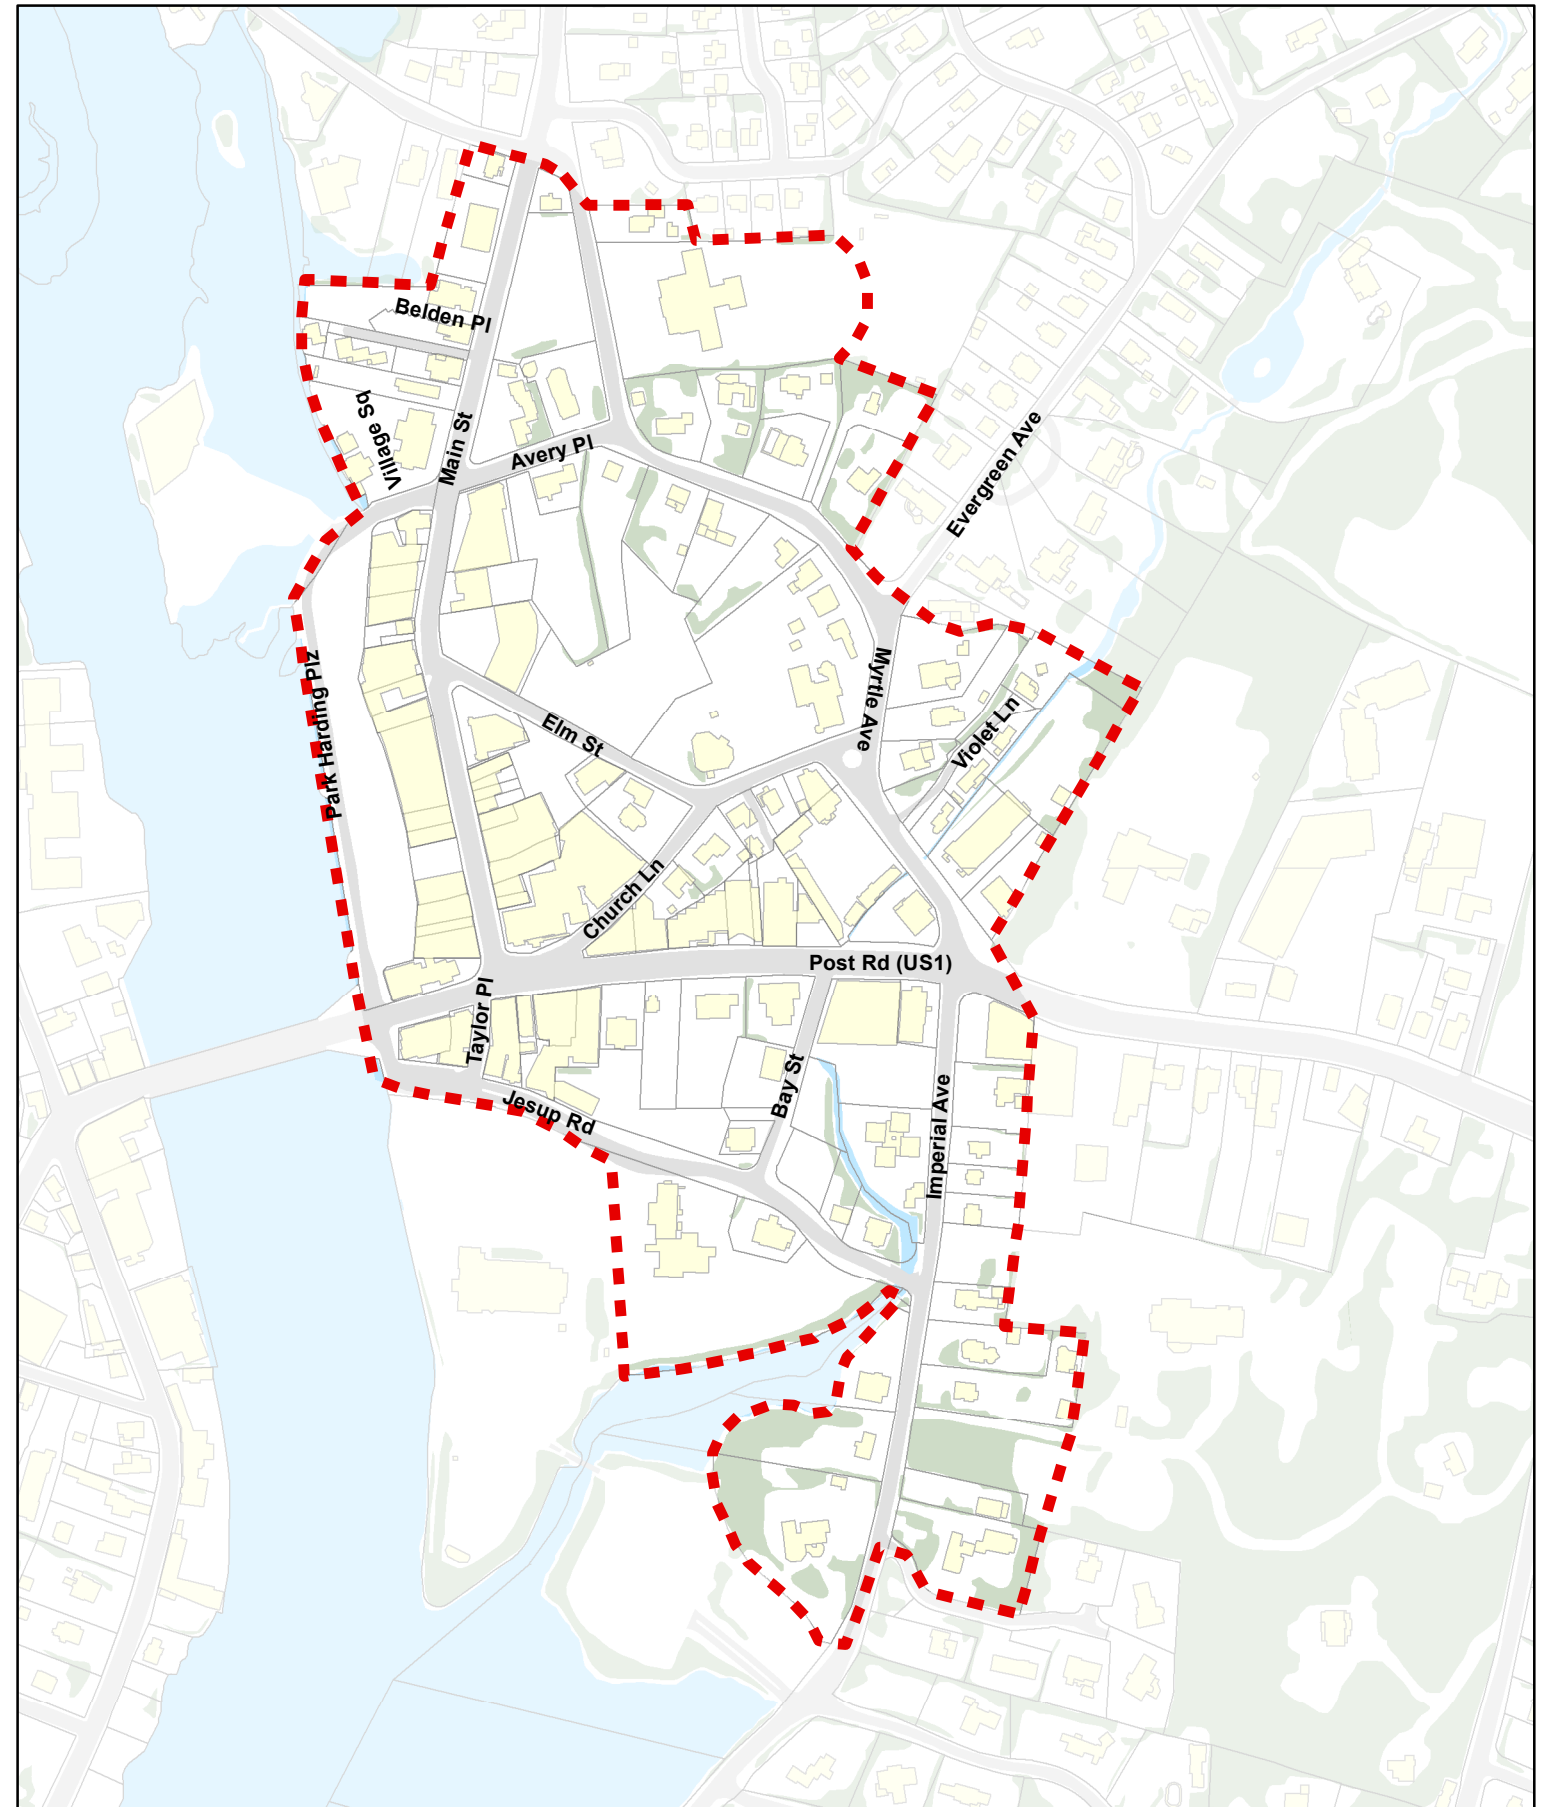 Belden Pl
Village Sq
Main St
Avery Pl
Evergreen Ave
Park Harding Plz
Elm St
Myrtle Ave
Violet Ln
Church Ln
Post Rd (US1)
Taylor Pl
Jesup Rd
Bay St
Imperial Ave